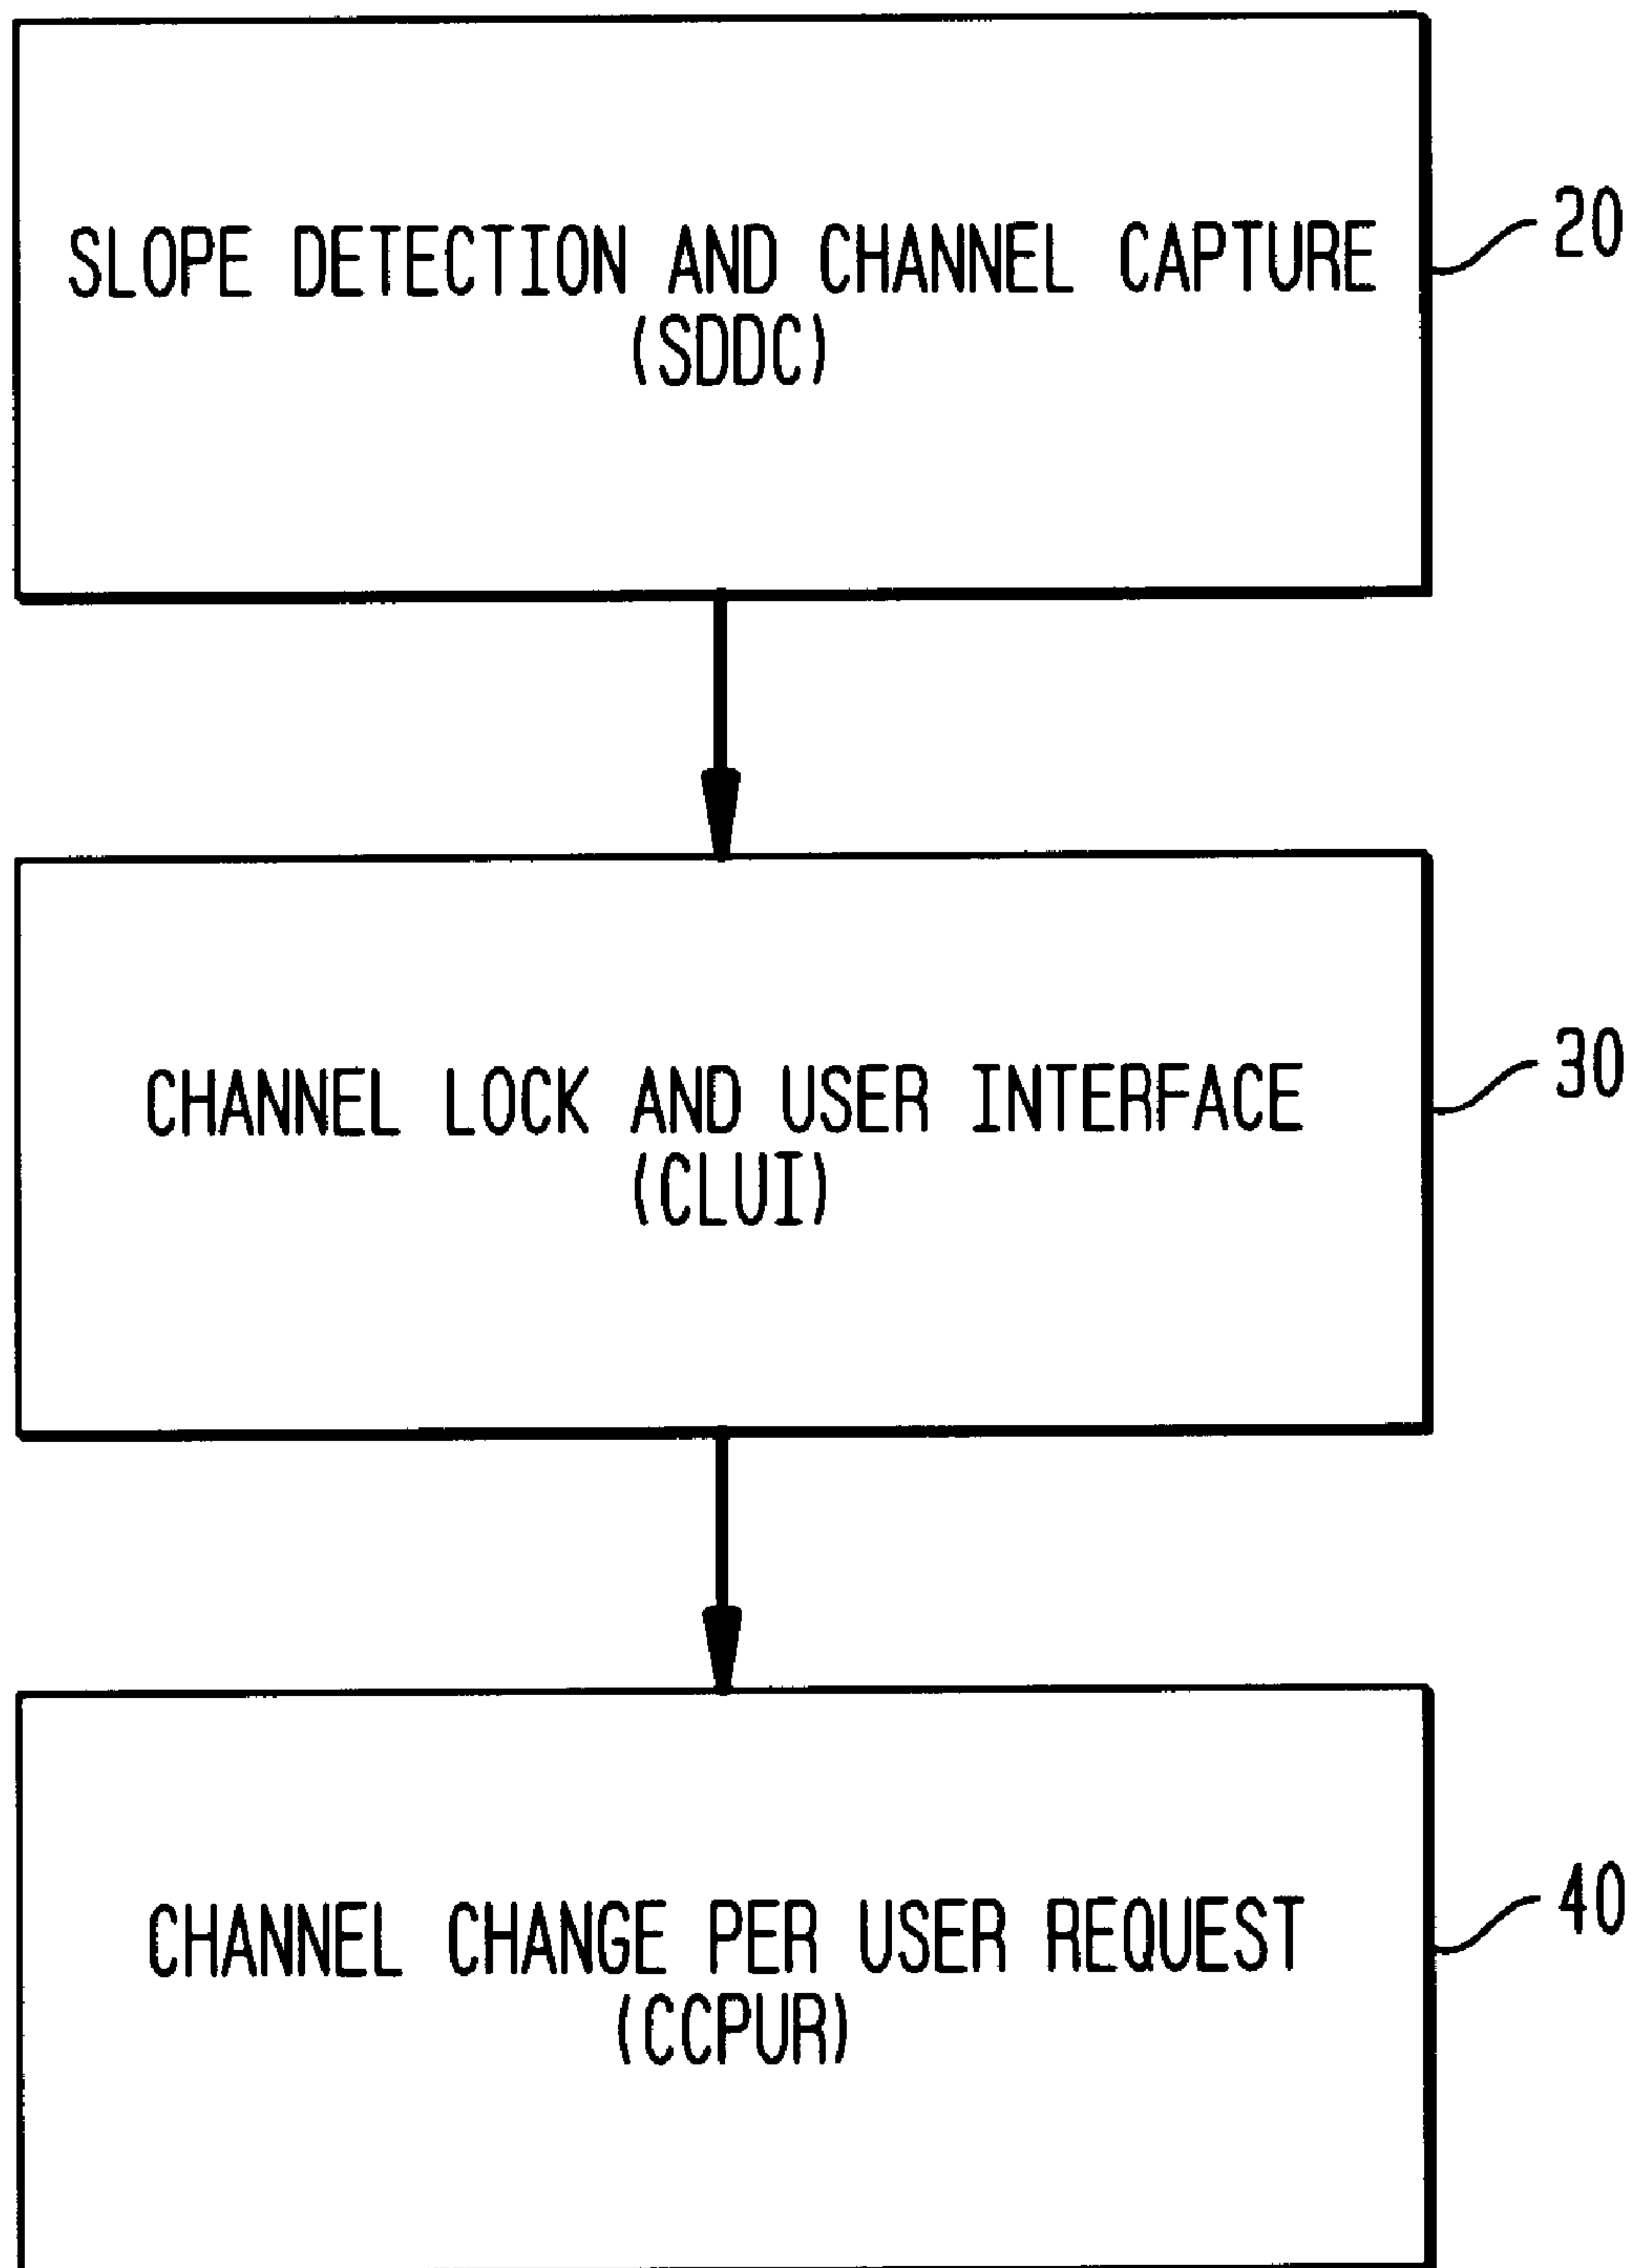 SLOPE DETECTION AND CHANNEL CAPTURE
(SDDC)
20
CHANNEL LOCK AND USER INTERFACE
(CLUI)
30
CHANNEL CHANGE PER USER REQUEST
(CCPUR)
40